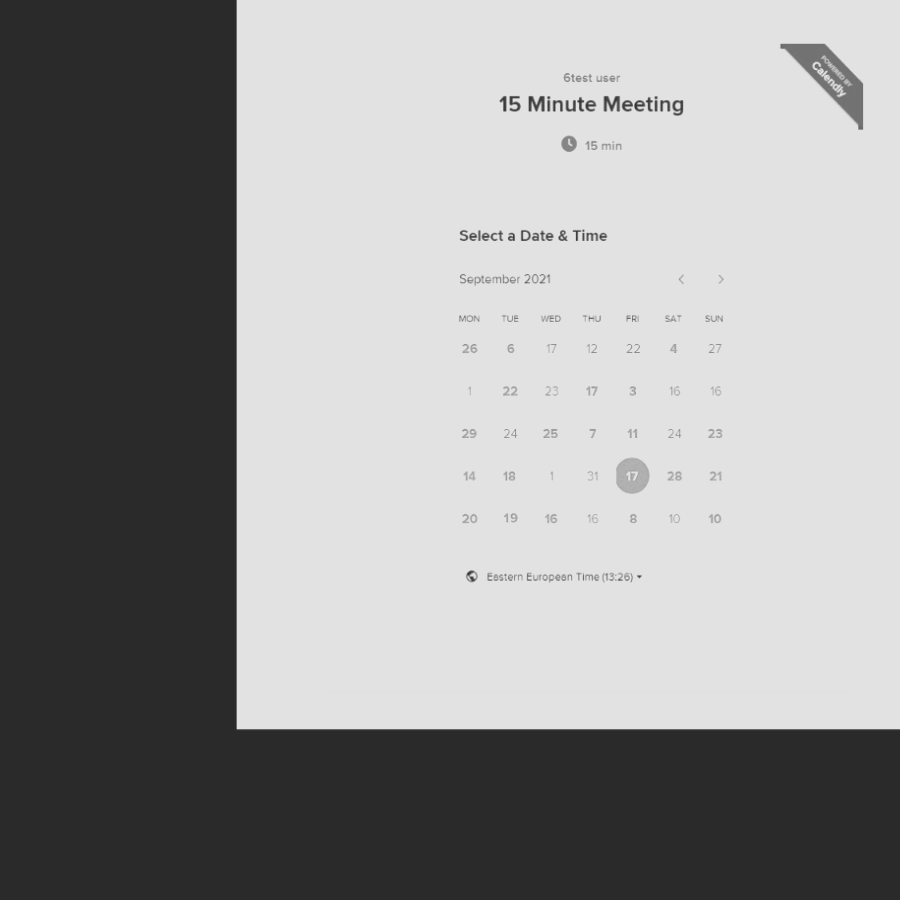 POWERED BY
Calendly
6test user
15 Minute Meeting
15 min
Select a Date & Time
September 2021
MON TUE WED THU FRI SAT SUN
26 6 17 12 22 4 27
1 22 23 17 3 16 16
29 24 25 7 11 24 23
14 18 1 31 17 28 21
20 19 16 16 8 10 10
Eastern European Time (13:26)